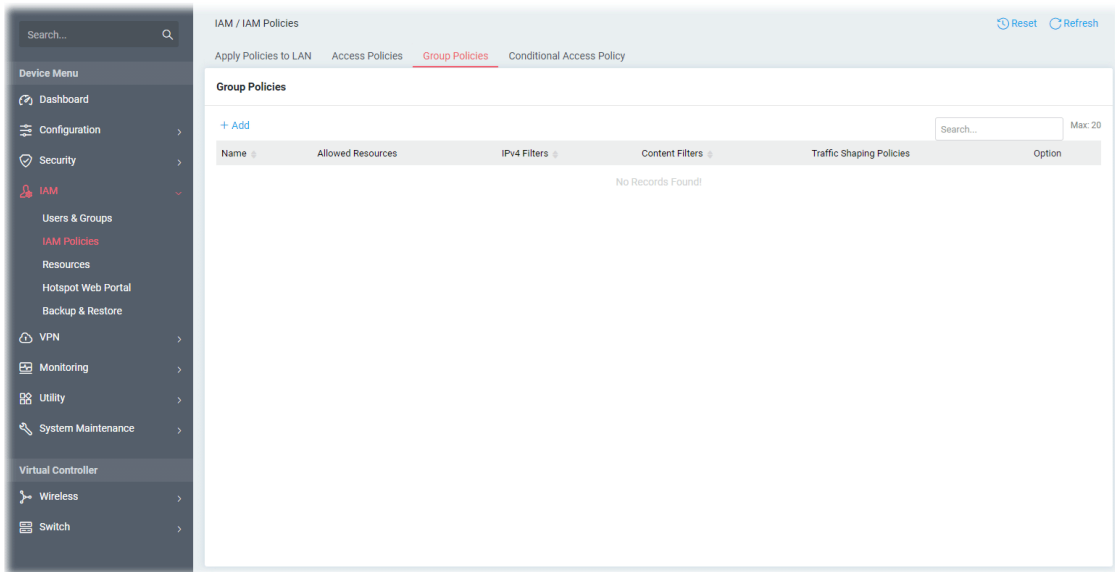 Search...
Device Menu
Dashboard
Configuration
Security
IAM
Users & Groups
IAM Policies
Resources
Hotspot Web Portal
Backup & Restore
VPN
Monitoring
Utility
System Maintenance
Virtual Controller
Wireless
Switch
IAM / IAM Policies
Reset Refresh
Apply Policies to LAN Access Policies Group Policies Conditional Access Policy
Group Policies
+ Add
Search...
Max: 20
Name Allowed Resources IPv4 Filters Content Filters Traffic Shaping Policies Option
No Records Found!